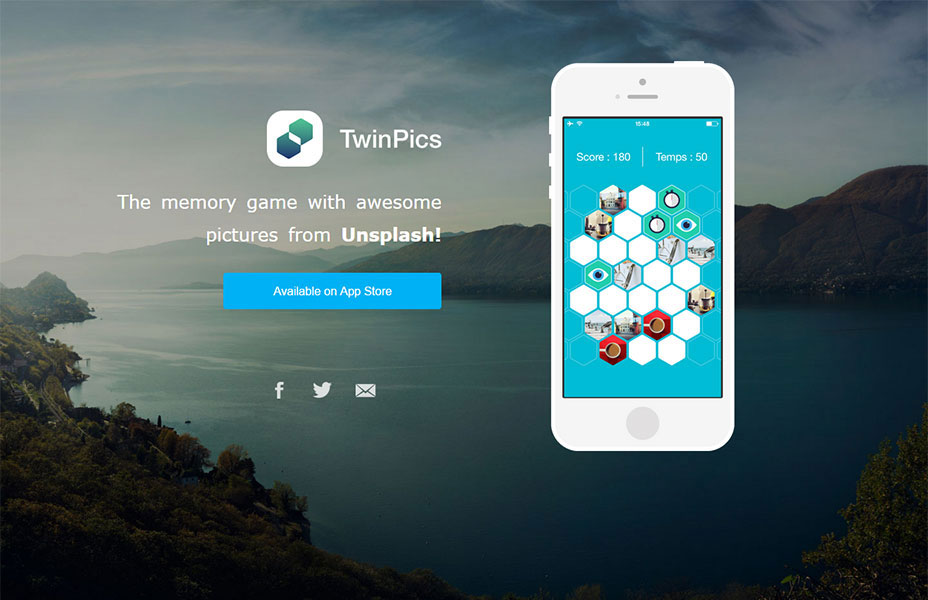 TwinPics
The memory game with awesome
pictures from Unsplash!
Available on App Store
15:48
Score : 180
Temps : 50